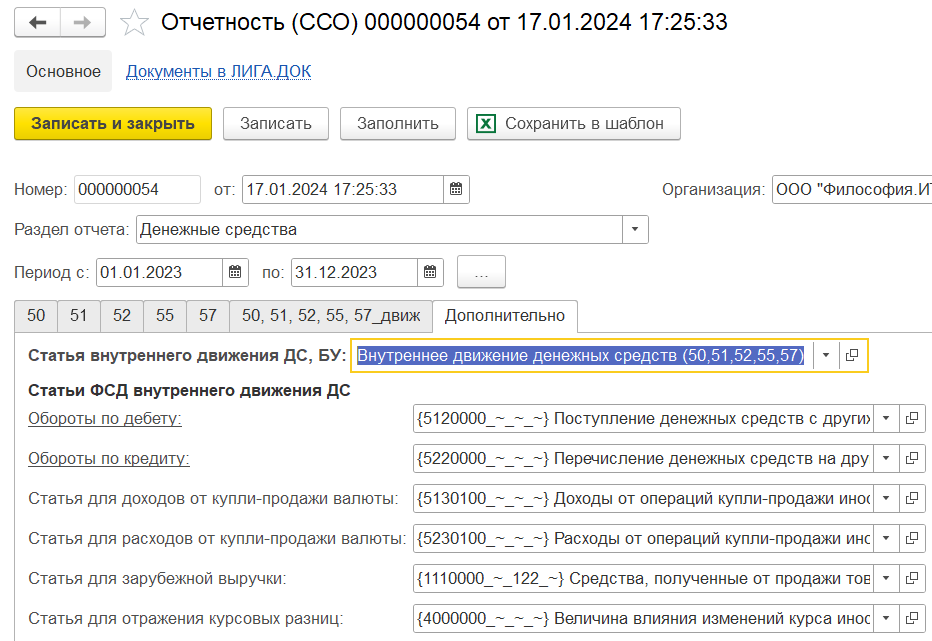 Отчетность (ССО) 000000054 от 17.01.2024 17:25:33
Основное Документы в ЛИГА.ДОК
Записать и закрыть Записать Заполнить Сохранить в шаблон
Номер: 000000054 от: 17.01.2024 17:25:33 Организация: ООО "Философия.ИТ
Раздел отчета: Денежные средства
Период с: 01.01.2023 по: 31.12.2023 ...
50 51 52 55 57 50, 51, 52, 55, 57_движ Дополнительно
Статья внутреннего движения ДС, БУ: Внутреннее движение денежных средств (50,51,52,55,57)
Статьи ФСД внутреннего движения ДС
Обороты по дебету: {5120000_~_~_~} Поступление денежных средств с других
Обороты по кредиту: {5220000_~_~_~} Перечисление денежных средств на дру
Статья для доходов от купли-продажи валюты: {5130100_~_~_~} Доходы от операций купли-продажи инос
Статья для расходов от купли-продажи валюты: {5230100_~_~_~} Расходы от операций купли-продажи инс
Статья для зарубежной выручки: {1110000_~_122_~} Средства, полученные от продажи тов
Статья для отражения курсовых разниц: {4000000_~_~_~} Величина влияния изменений курса инос